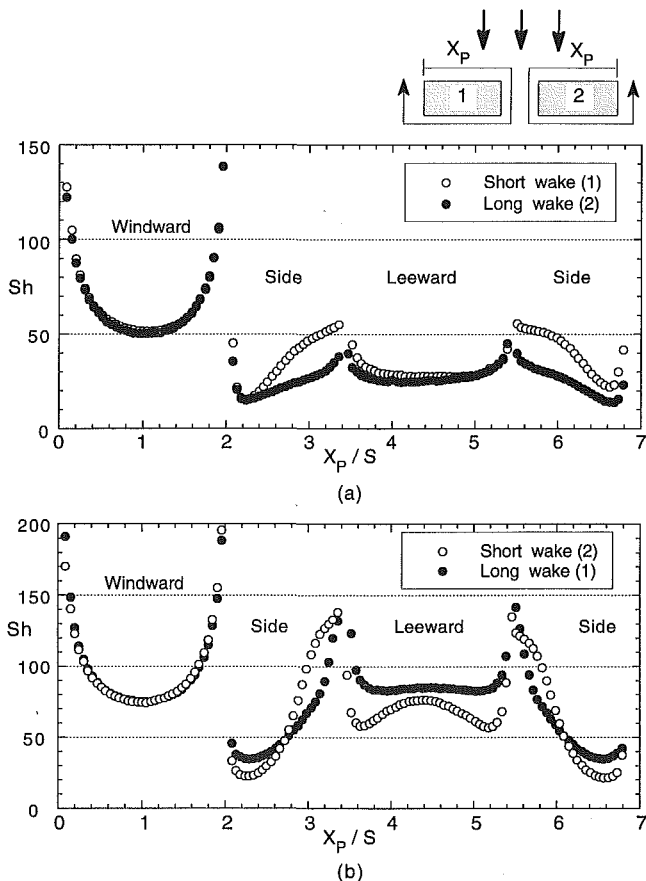 X_P X_P
1 2
150
100
50
0
Sh
Short wake (1)
Long wake (2)
Windward
Side Leeward Side
0 1 2 3 4 5 6 7
X_P / S
(a)
200
150
100
50
0
Sh
Short wake (2)
Long wake (1)
Windward
Side Leeward Side
0 1 2 3 4 5 6 7
X_P / S
(b)